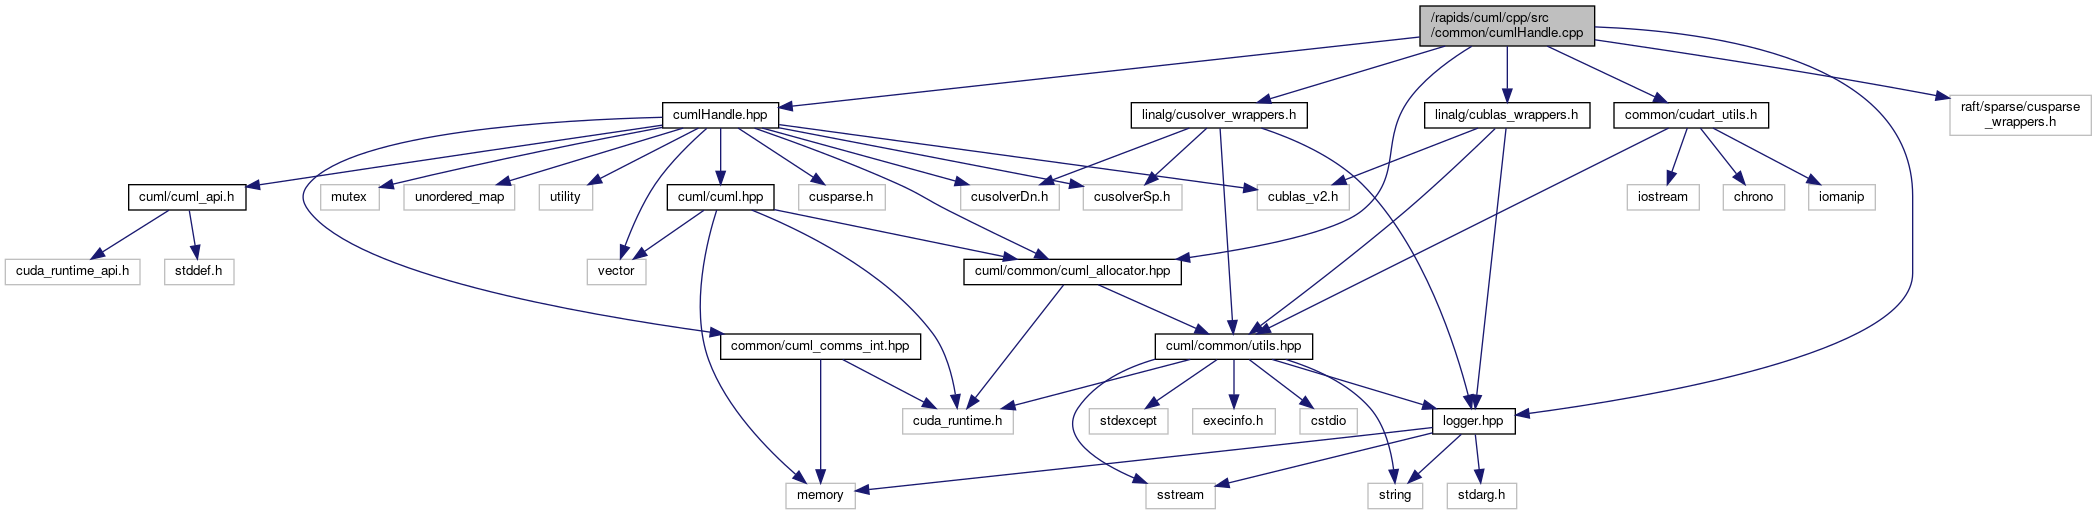 /rapids/cuml/cpp/src
/common/cumlHandle.cpp
cumlHandle.hpp
linalg/cusolver_wrappers.h
linalg/cublas_wrappers.h
common/cudart_utils.h
raft/sparse/cusparse
_wrappers.h
cuml/cuml_api.h
mutex
unordered_map
utility
cuml/cuml.hpp
cusparse.h
cusolverDn.h
cusolverSp.h
cublas_v2.h
iostream
chrono
iomanip
cuda_runtime_api.h
stddef.h
vector
cuml/common/cuml_allocator.hpp
common/cuml_comms_int.hpp
cuml/common/utils.hpp
cuda_runtime.h
stdexcept
execinfo.h
cstdio
logger.hpp
memory
sstream
string
stdarg.h